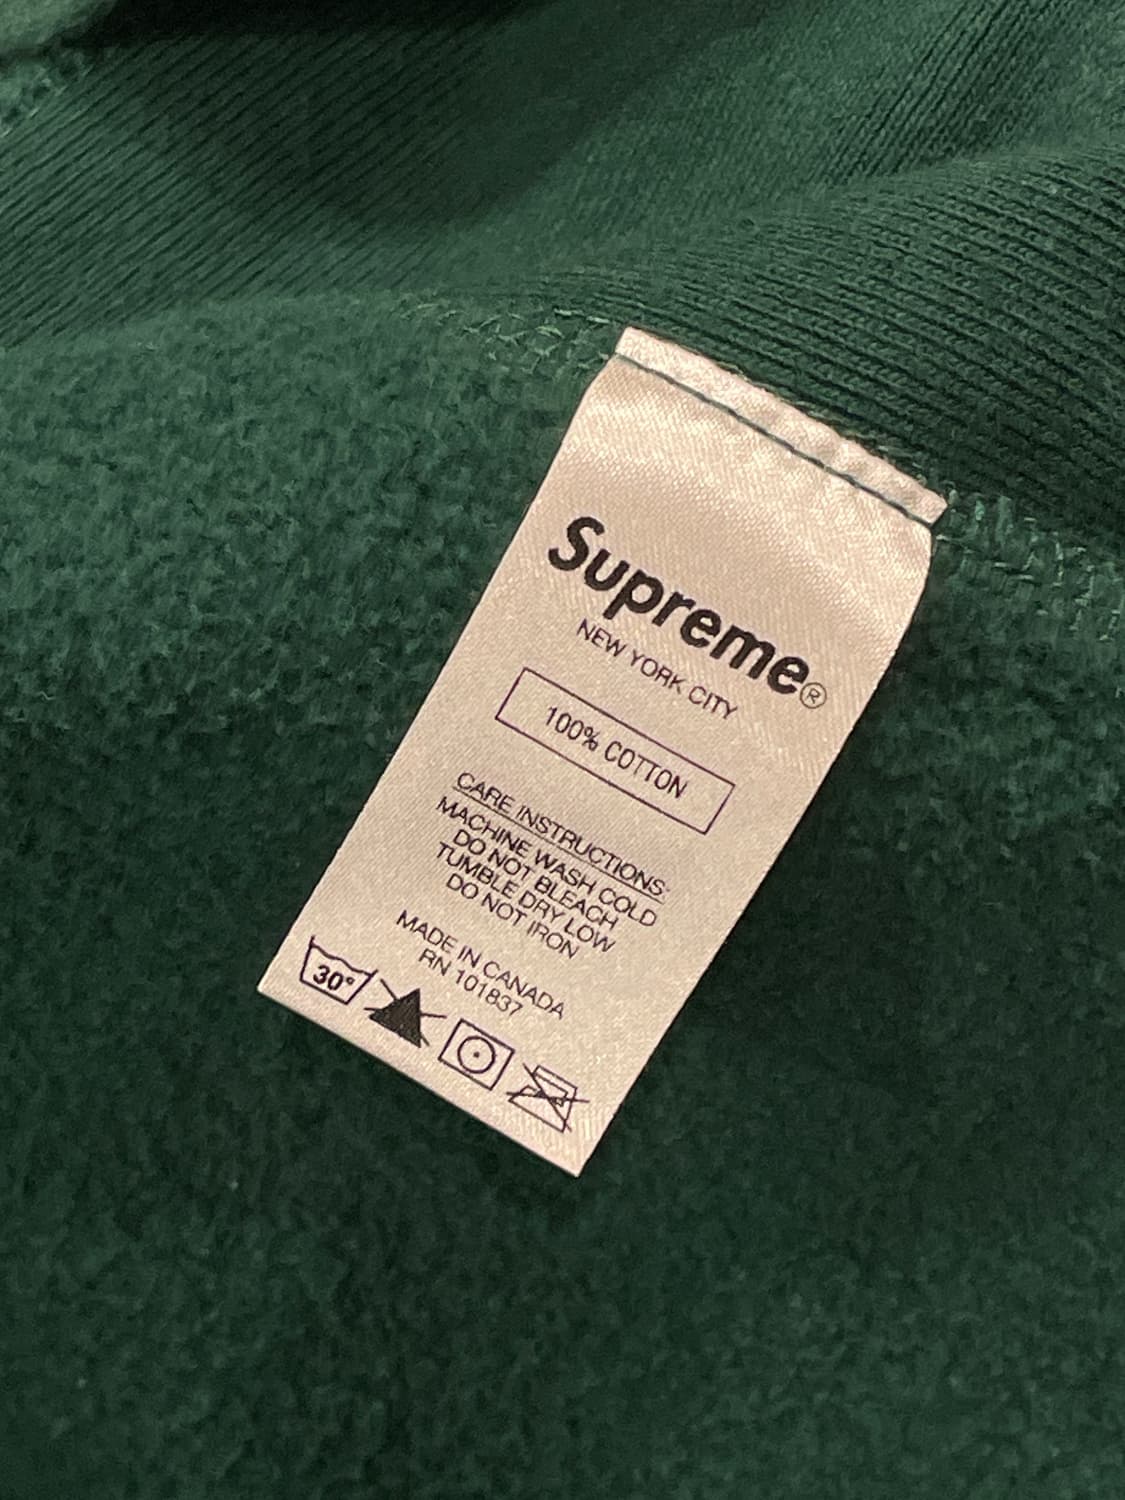 Supreme®
NEW YORK CITY
100% COTTON
CARE INSTRUCTIONS:
MACHINE WASH COLD
DO NOT BLEACH
TUMBLE DRY LOW
DO NOT IRON
MADE IN CANADA
RN 101837
30°